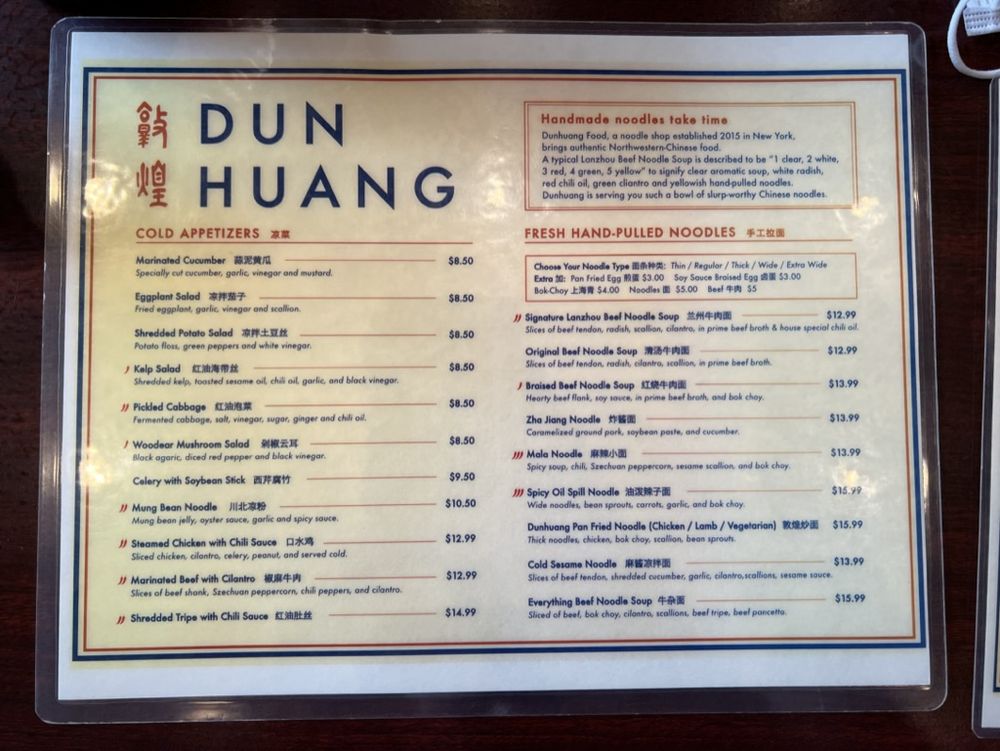 敦煌
DUN
HUANG
Handmade noodles take time
Dunhuang Food, a noodle shop established 2015 in New York,
brings authentic Northwestern-Chinese food.
A typical Lanzhou Beef Noodle Soup is described to be "1 clear, 2 white,
3 red, 4 green, 5 yellow" to signify clear aromatic soup, white radish,
red chili oil, green cliantro and yellowish hand-pulled noodles.
Dunhuang is serving you such a bowl of slurp-worthy Chinese noodles.
COLD APPETIZERS 凉菜
Marinated Cucumber 蒜泥黄瓜 $8.50
Specially cut cucumber, garlic, vinegar and mustard.
Eggplant Salad 凉拌茄子 $8.50
Fried eggplant, garlic, vinegar and scallion.
Shredded Potato Salad 凉拌土豆丝 $8.50
Potato floss, green peppers and white vinegar.
Kelp Salad 红油海带丝 $8.50
Shredded kelp, toasted sesame oil, chili oil, garlic, and black vinegar.
Pickled Cabbage 红油泡菜 $8.50
Fermented cabbage, salt, vinegar, sugar, ginger and chili oil.
Woodear Mushroom Salad 剁椒云耳 $8.50
Black agaric, diced red pepper and black vinegar.
Celery with Soybean Stick 西芹腐竹 $9.50
Mung Bean Noodle 川北凉粉 $10.50
Mung bean jelly, oyster sauce, garlic and spicy sauce.
Steamed Chicken with Chili Sauce 口水鸡 $12.99
Sliced chicken, cilantro, celery, peanut, and served cold.
Marinated Beef with Cilantro 椒麻牛肉 $12.99
Slices of beef shank, Szechuan peppercorn, chili peppers, and cilantro.
Shredded Tripe with Chili Sauce 红油肚丝 $14.99
FRESH HAND-PULLED NOODLES 手工拉面
Choose Your Noodle Type 面条种类: Thin / Regular / Thick / Wide / Extra Wide
Extra 加: Pan Fried Egg 煎蛋 $3.00 Soy Sauce Braised Egg 卤蛋 $3.00
Bok-Choy 上海青 $4.00 Noodles 面 $5.00 Beef 牛肉 $5
Signature Lanzhou Beef Noodle Soup 兰州牛肉面 $12.99
Slices of beef tendon, radish, scallion, cilantro, in prime beef broth & house special chili oil.
Original Beef Noodle Soup 清汤牛肉面 $12.99
Slices of beef tendon, radish, cilantro, scallion, in prime beef broth.
Braised Beef Noodle Soup 红烧牛肉面 $13.99
Hearty beef flank, soy sauce, in prime beef broth, and bok choy.
Zha Jiang Noodle 炸酱面 $13.99
Caramelized ground pork, soybean paste, and cucumber.
Mala Noodle 麻辣小面 $13.99
Spicy soup, chili, Szechuan peppercorn, sesame scallion, and bok choy.
Spicy Oil Spill Noodle 油泼辣子面 $15.99
Wide noodles, bean sprouts, carrots, garlic, and bok choy.
Dunhuang Pan Fried Noodle (Chicken / Lamb / Vegetarian) 敦煌炒面 $15.99
Thick noodles, chicken, bok choy, scallion, bean sprouts.
Cold Sesame Noodle 麻酱凉拌面 $13.99
Slices of beef tendon, shredded cucumber, garlic, cilantro,scallions, sesame sauce.
Everything Beef Noodle Soup 牛杂面 $15.99
Sliced of beef, bok choy, cilantro, scallions, beef tripe, beef pancetta.